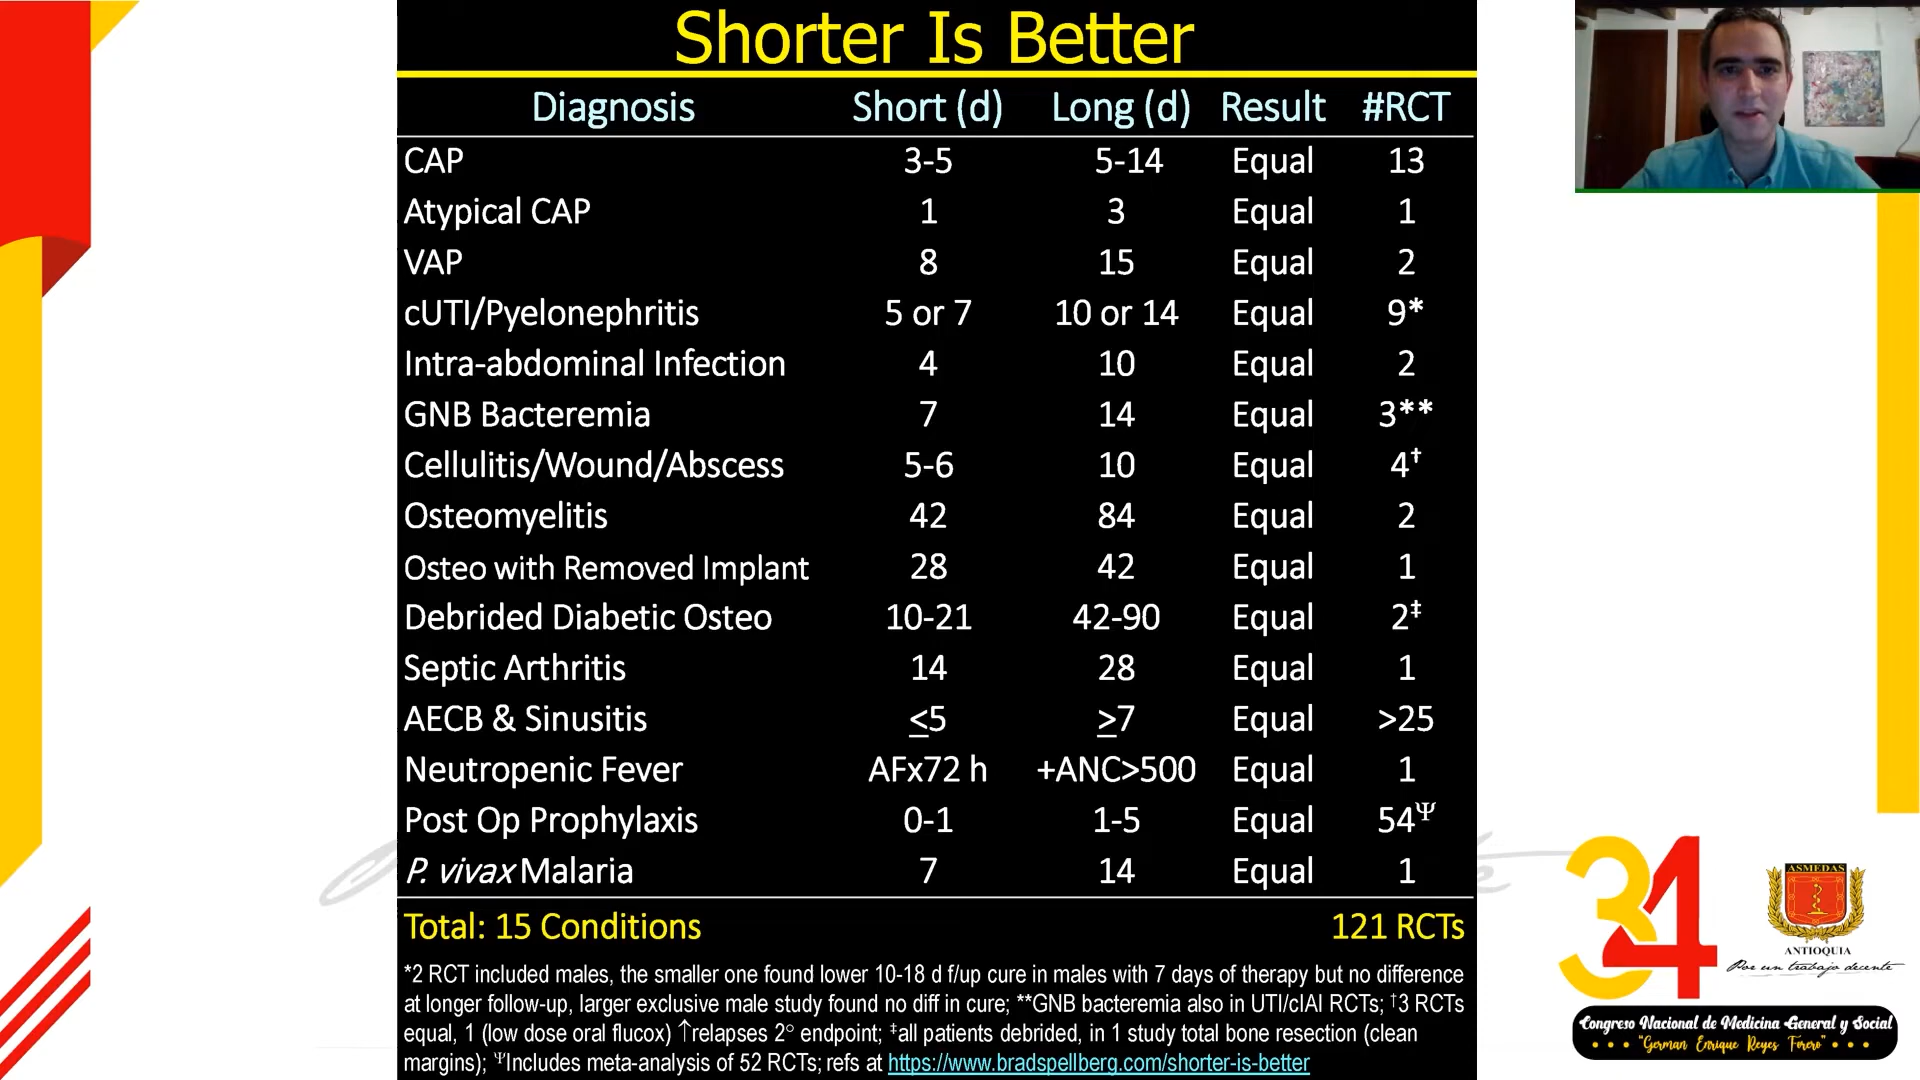 Shorter Is Better
Diagnosis Short (d) Long (d) Result #RCT
CAP 3-5 5-14 Equal 13
Atypical CAP 1 3 Equal 1
VAP 8 15 Equal 2
cUTI/Pyelonephritis 5 or 7 10 or 14 Equal 9*
Intra-abdominal Infection 4 10 Equal 2
GNB Bacteremia 7 14 Equal 3**
Cellulitis/Wound/Abscess 5-6 10 Equal 4†
Osteomyelitis 42 84 Equal 2
Osteo with Removed Implant 28 42 Equal 1
Debrided Diabetic Osteo 10-21 42-90 Equal 2‡
Septic Arthritis 14 28 Equal 1
AECB & Sinusitis ≤5 ≥7 Equal >25
Neutropenic Fever AFx72 h +ANC>500 Equal 1
Post Op Prophylaxis 0-1 1-5 Equal 54Ψ
P. vivax Malaria 7 14 Equal 1
Total: 15 Conditions 121 RCTs
*2 RCT included males, the smaller one found lower 10-18 d f/up cure in males with 7 days of therapy but no difference
at longer follow-up, larger exclusive male study found no diff in cure; **GNB bacteremia also in UTI/cIAI RCTs; †3 RCTs
equal, 1 (low dose oral flucox) ↑relapses 2° endpoint; ‡all patients debrided, in 1 study total bone resection (clean
margins); ΨIncludes meta-analysis of 52 RCTs; refs at https://www.bradspellberg.com/shorter-is-better
34
ASMEDAS
ANTIOQUIA
Por un trabajo decente
Congreso Nacional de Medicina General y Social
"German Enrique Reyes Forero"